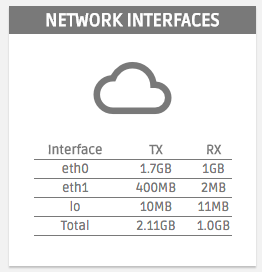 NETWORK INTERFACES
Interface TX RX
eth0 1.7GB 1GB
eth1 400MB 2MB
lo 10MB 11MB
Total 2.11GB 1.0GB